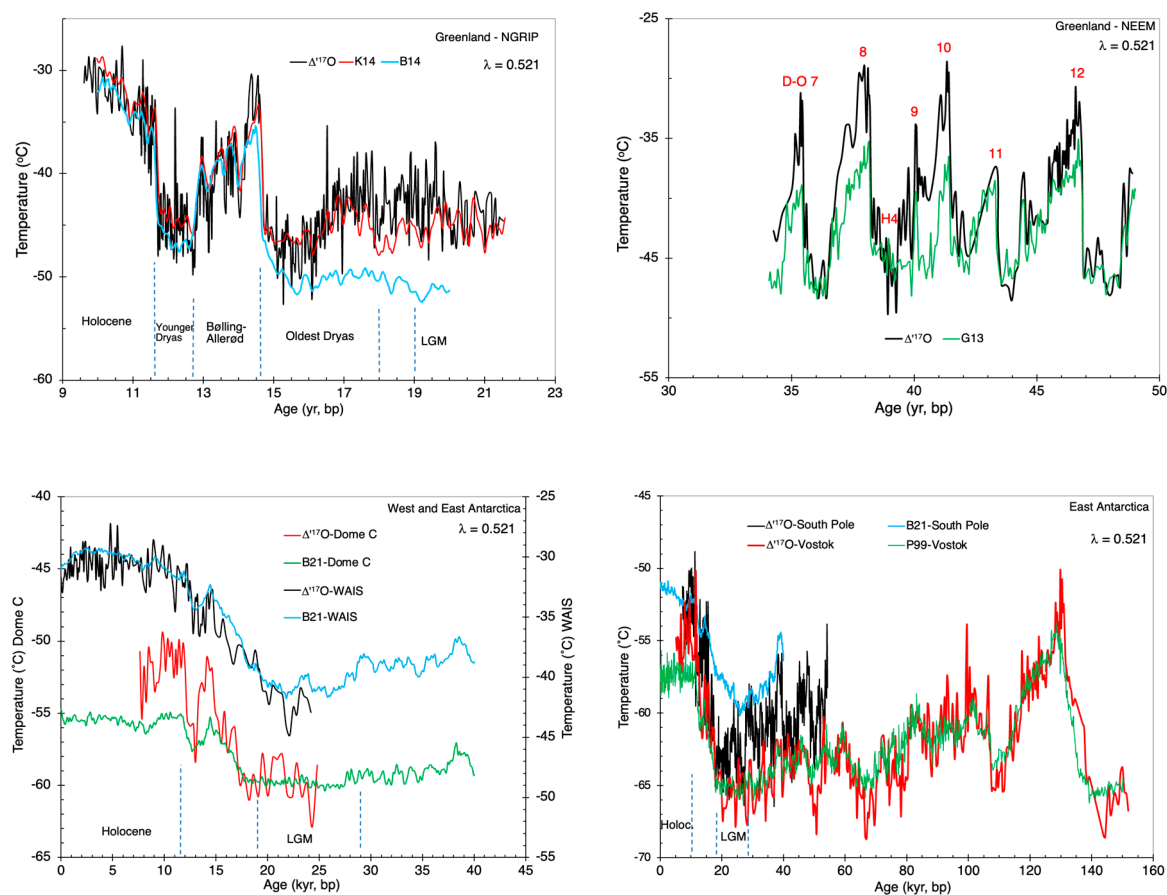 Greenland - NGRIP
Δ'¹⁷O K14 B14
λ = 0.521
-30
-40
-50
-60
Temperature (°C)
Holocene
Younger
Dryas
Bølling-
Allerød
Oldest Dryas
LGM
9 11 13 15 17 19 21 23
Age (yr, bp)
Greenland - NEEM
λ = 0.521
-25
-35
-45
-55
Temperature (°C)
D-O 7
8
9
10
11
12
H4
Δ'¹⁷O G13
30 35 40 45 50
Age (yr, bp)
West and East Antarctica
λ = 0.521
Δ'¹⁷O-Dome C
B21-Dome C
Δ'¹⁷O-WAIS
B21-WAIS
-40
-45
-50
-55
-60
-65
Temperature (˚C) Dome C
-25
-30
-35
-40
-45
-50
-55
Temperature (˚C) WAIS
Holocene
LGM
0 5 10 15 20 25 30 35 40 45
Age (kyr, bp)
East Antarctica
λ = 0.521
Δ'¹⁷O-South Pole B21-South Pole
Δ'¹⁷O-Vostok P99-Vostok
-45
-50
-55
-60
-65
-70
Temperature (°C)
Holoc.
LGM
0 20 40 60 80 100 120 140 160
Age (kyr, bp)